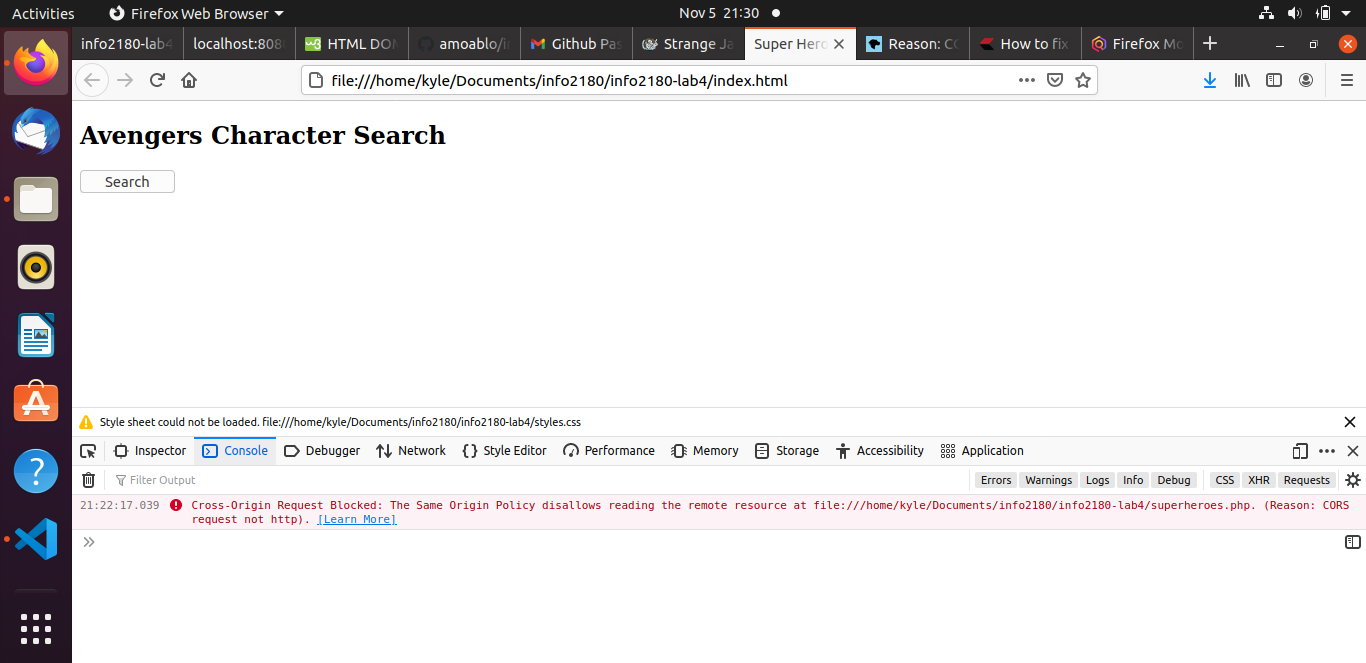 Activities
Firefox Web Browser
Nov 5 21:30
info2180-lab4
localhost:808
HTML DOM
amoablo/i
Github Pas
Strange Ja
Super Hero
Reason: CO
How to fix
Firefox Mo
file:///home/kyle/Documents/info2180/info2180-lab4/index.html
Avengers Character Search
Search
Style sheet could not be loaded. file:///home/kyle/Documents/info2180/info2180-lab4/styles.css
Inspector
Console
Debugger
Network
Style Editor
Performance
Memory
Storage
Accessibility
Application
Filter Output
Errors
Warnings
Logs
Info
Debug
CSS
XHR
Requests
21:22:17.039
Cross-Origin Request Blocked: The Same Origin Policy disallows reading the remote resource at file:///home/kyle/Documents/info2180/info2180-lab4/superheroes.php. (Reason: CORS
request not http). [Learn More]